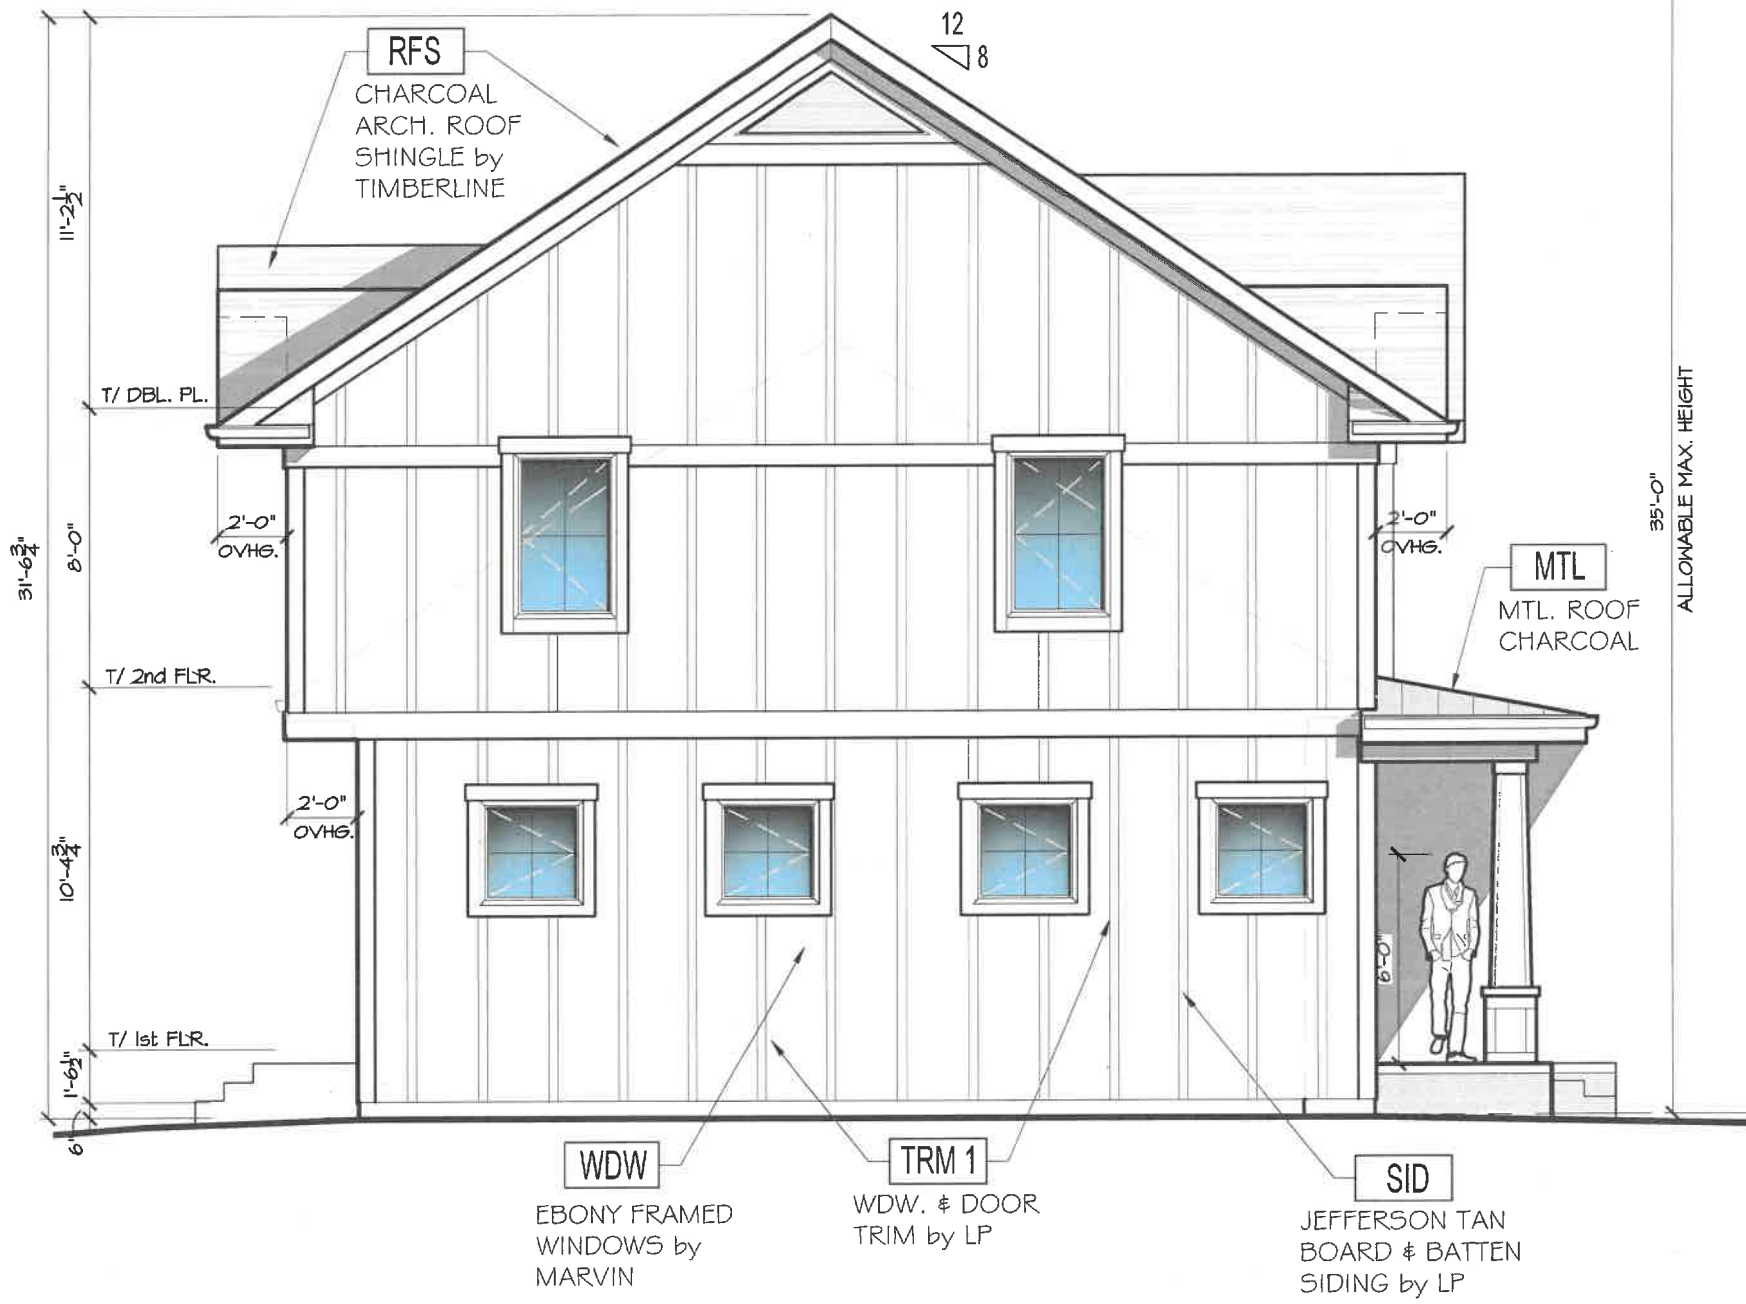 12
8
RFS
CHARCOAL
ARCH. ROOF
SHINGLE by
TIMBERLINE
11'-2½"
T/ DBL. PL.
2'-0"
OVHG.
8'-0"
31'-6¾"
T/ 2nd FLR.
2'-0"
OVHG.
10'-4¾"
T/ 1st FLR.
1'-6½"
6"
2'-0"
OVHG.
MTL
MTL. ROOF
CHARCOAL
35'-0"
ALLOWABLE MAX. HEIGHT
6'-0"
WDW
EBONY FRAMED
WINDOWS by
MARVIN
TRM 1
WDW. & DOOR
TRIM by LP
SID
JEFFERSON TAN
BOARD & BATTEN
SIDING by LP